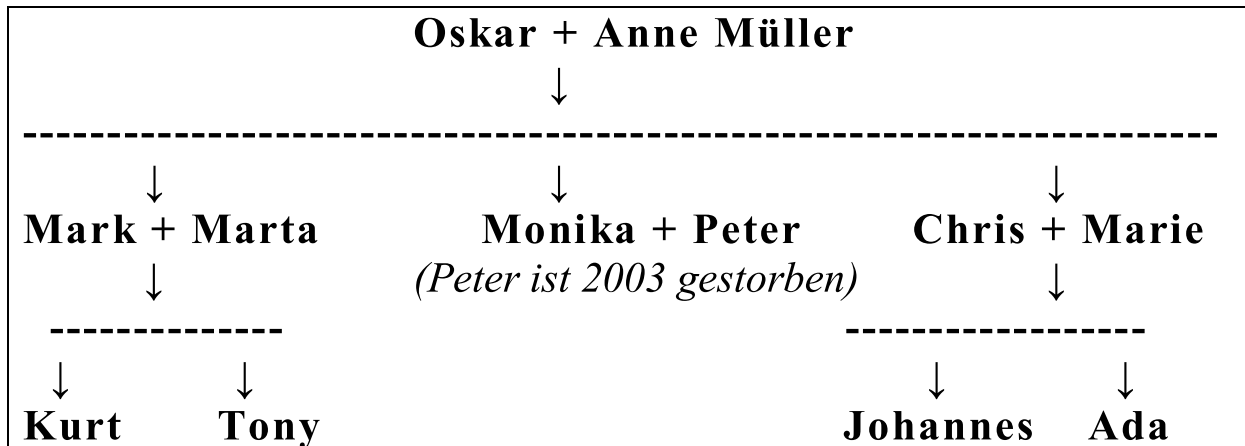 Oskar + Anne Müller
↓
-------------------------------------------------------------------------
↓ ↓ ↓
Mark + Marta Monika + Peter Chris + Marie
(Peter ist 2003 gestorben)
↓ ↓
-------------- ------------------
↓ ↓ ↓ ↓
Kurt Tony Johannes Ada